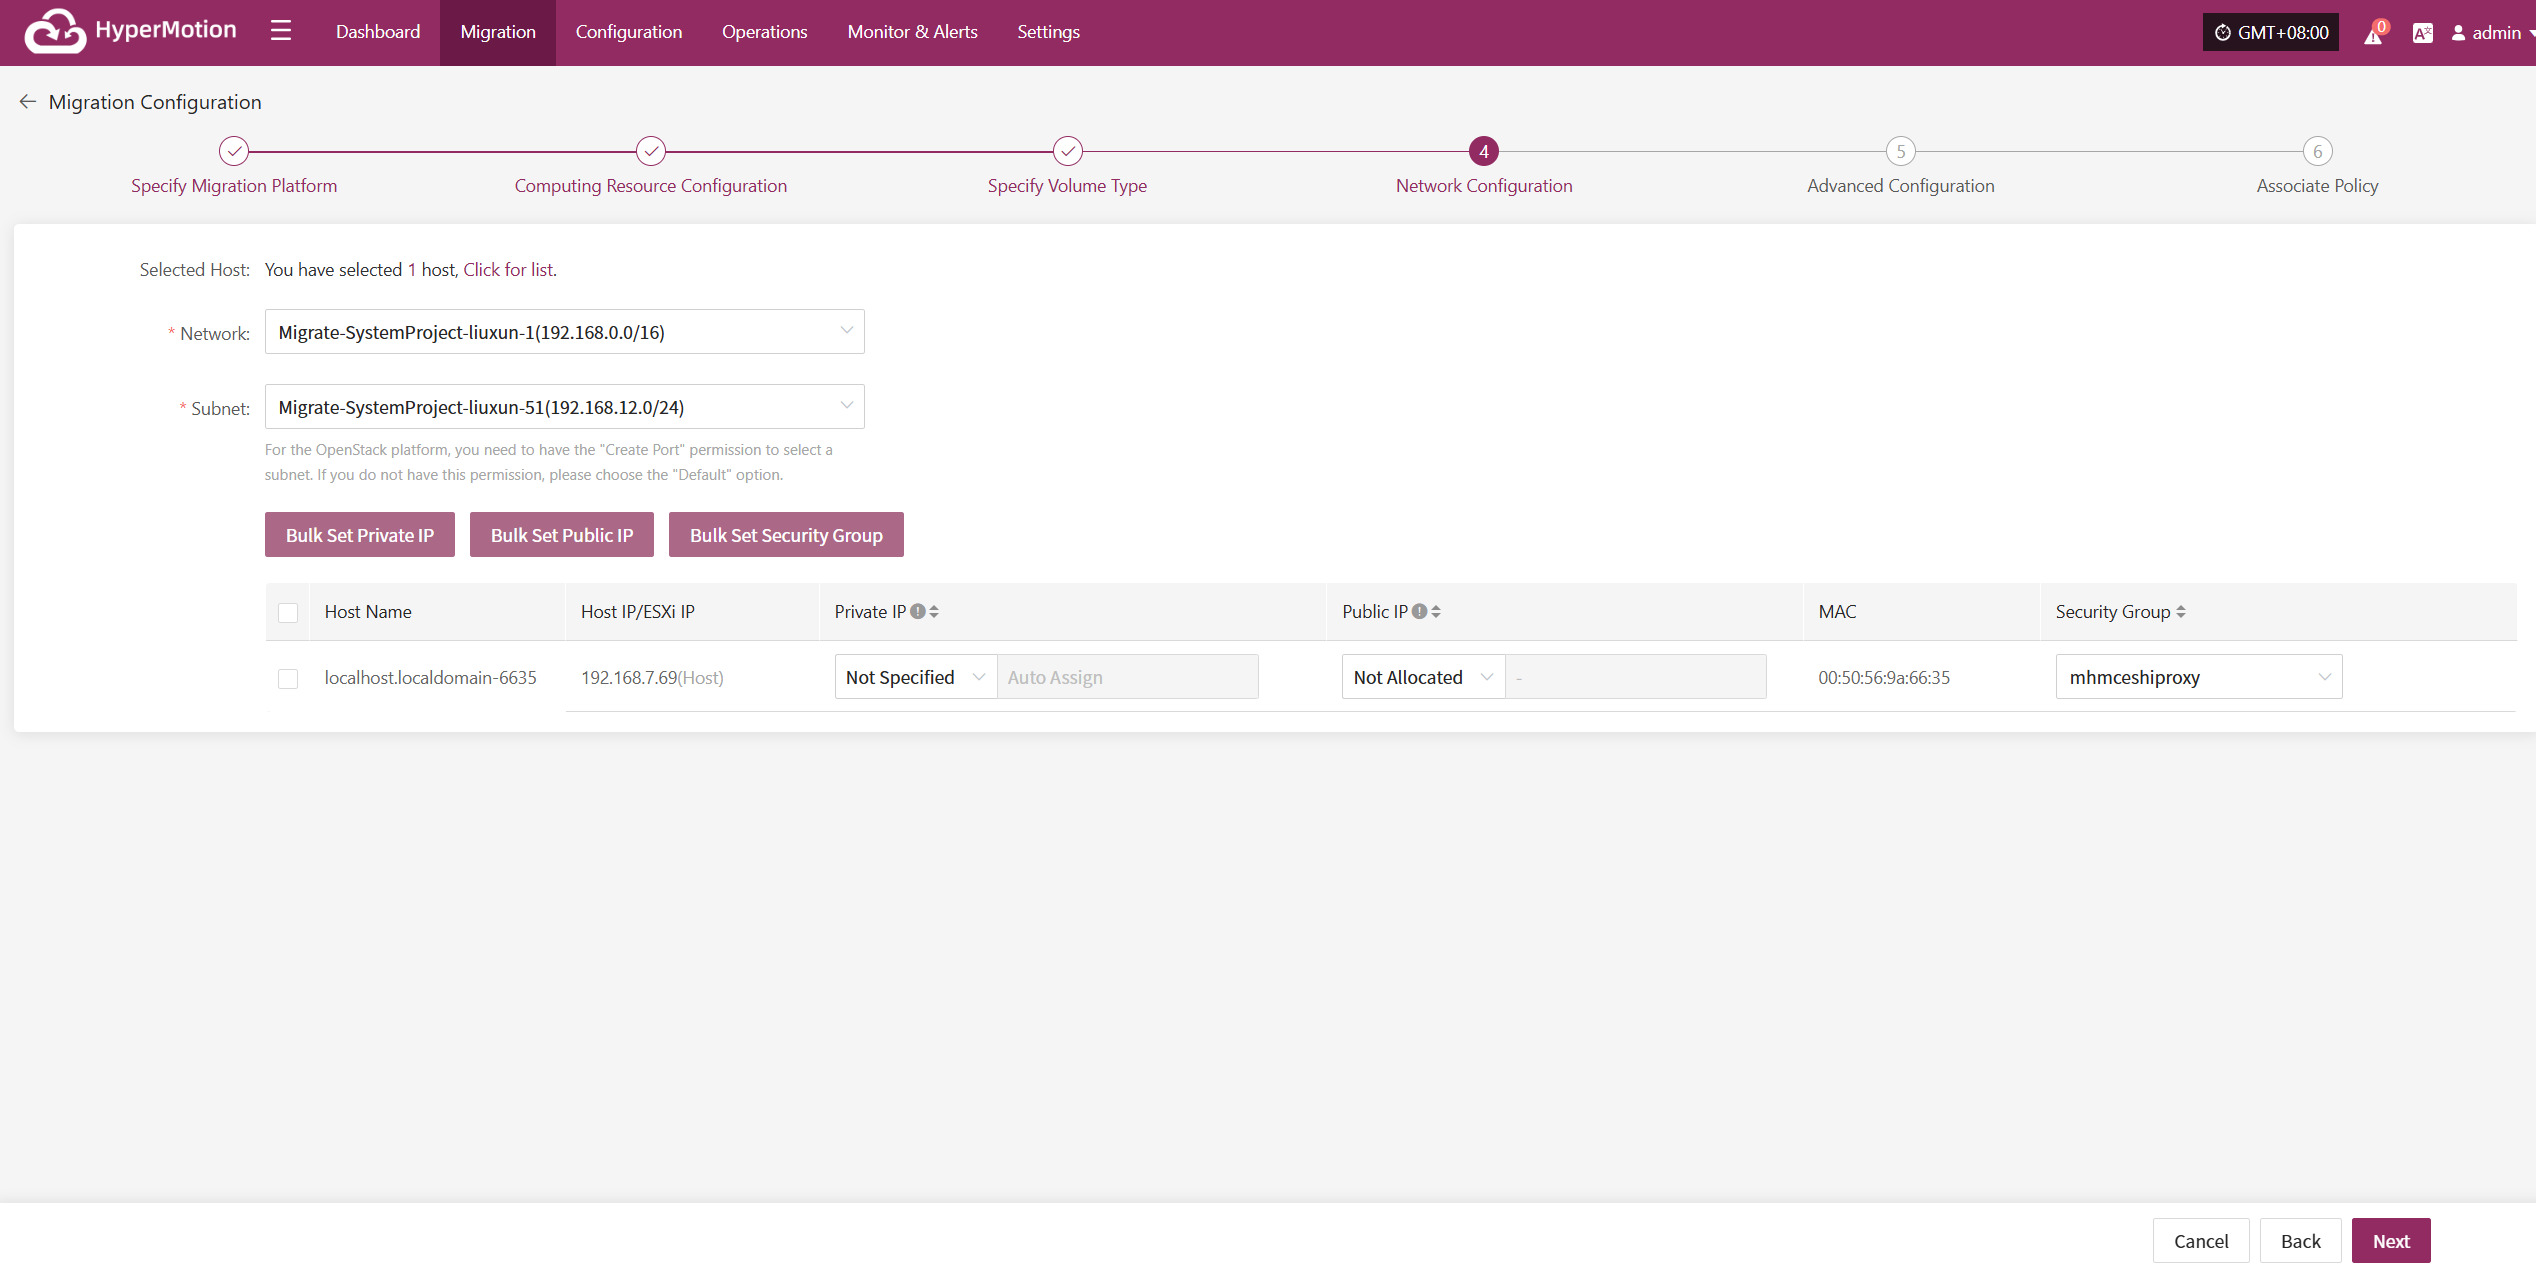 HyperMotion
Dashboard
Migration
Configuration
Operations
Monitor & Alerts
Settings
GMT+08:00
0
admin
Migration Configuration
4
5
6
Specify Migration Platform
Computing Resource Configuration
Specify Volume Type
Network Configuration
Advanced Configuration
Associate Policy
Selected Host: You have selected 1 host, Click for list.
* Network: Migrate-SystemProject-liuxun-1(192.168.0.0/16)
* Subnet: Migrate-SystemProject-liuxun-51(192.168.12.0/24)
For the OpenStack platform, you need to have the "Create Port" permission to select a
subnet. If you do not have this permission, please choose the "Default" option.
Bulk Set Private IP
Bulk Set Public IP
Bulk Set Security Group
Host Name
Host IP/ESXi IP
Private IP
Public IP
MAC
Security Group
localhost.localdomain-6635
192.168.7.69(Host)
Not Specified
Auto Assign
Not Allocated
-
00:50:56:9a:66:35
mhmceshiproxy
Cancel
Back
Next